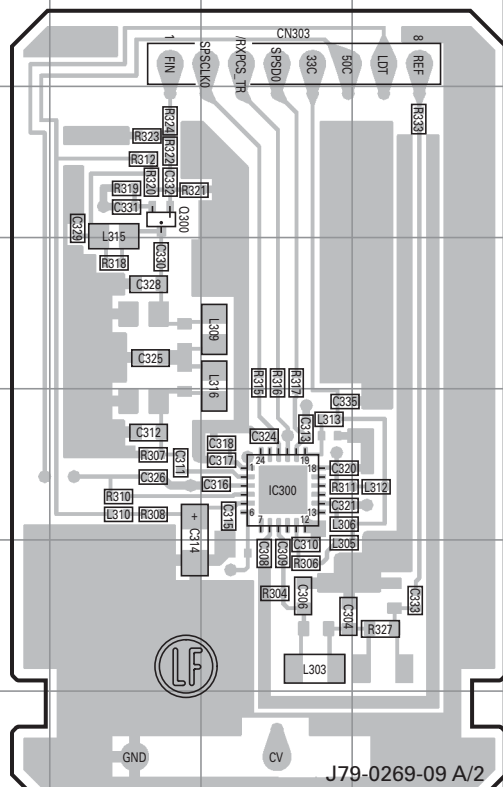 CN303
1
8
FIN
SPSCLK0
/RXPCS_TR
SPSD0
33C
50C
LDT
REF
R324
R333
R323
R322
R312
R320
C332
R319
R321
C331
Q300
C329
L315
R318
C330
C328
L309
C325
L316
R315
R316
R317
C335
L313
C312
C318
C324
C313
R307
C311
C317
24
19
1
18
C320
C326
C316
IC300
R311
L312
R310
C321
L310
R308
+
C314
C315
6
7
12
13
L306
C308
C309
C310
L305
R306
R304
C306
C304
C333
R327
LF
L303
GND
CV
J79-0269-09 A/2